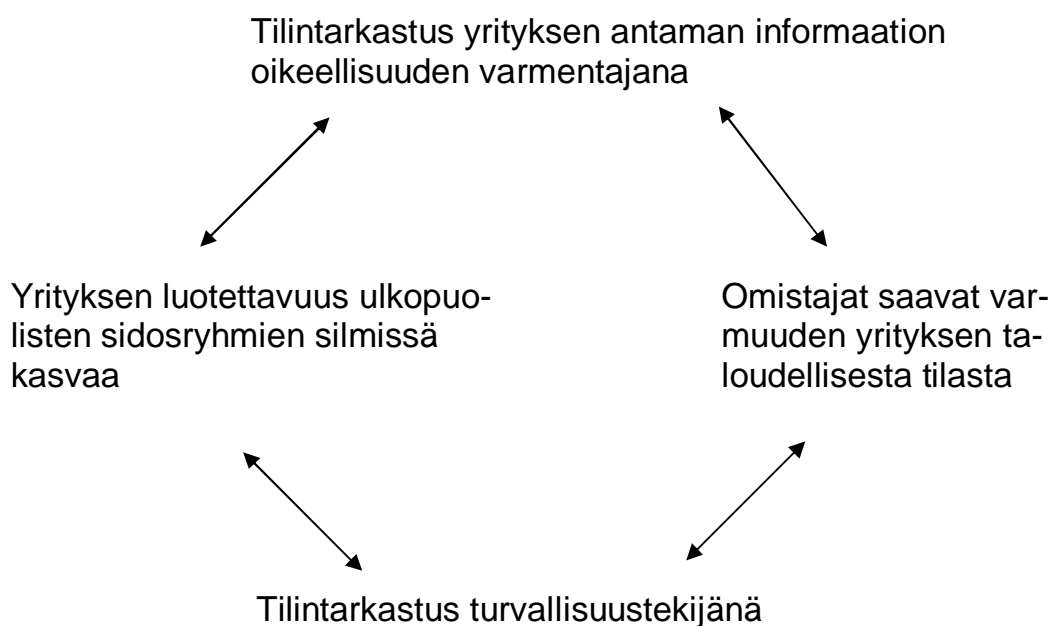 Tilintarkastus yrityksen antaman informaation
oikeellisuuden varmentajana
Yrityksen luotettavuus ulkopuo-
listen sidosryhmien silmissä
kasvaa
Omistajat saavat var-
muuden yrityksen ta-
loudellisesta tilasta
Tilintarkastus turvallisuustekijänä